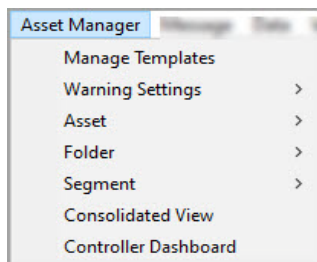 Asset Manager
Manage Templates
Warning Settings
Asset
Folder
Segment
Consolidated View
Controller Dashboard